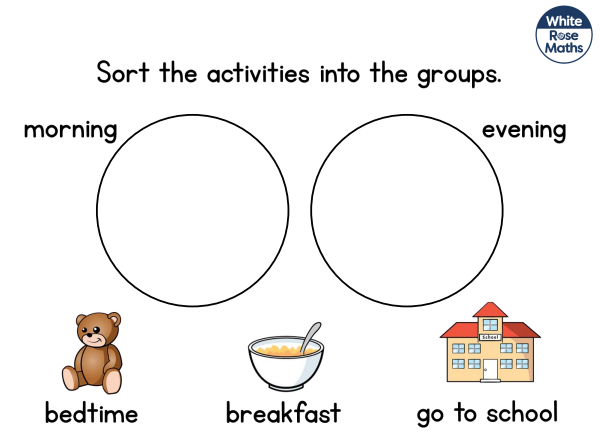 White
Rose
Maths
Sort the activities into the groups.
morning
evening
School
bedtime
breakfast
go to school